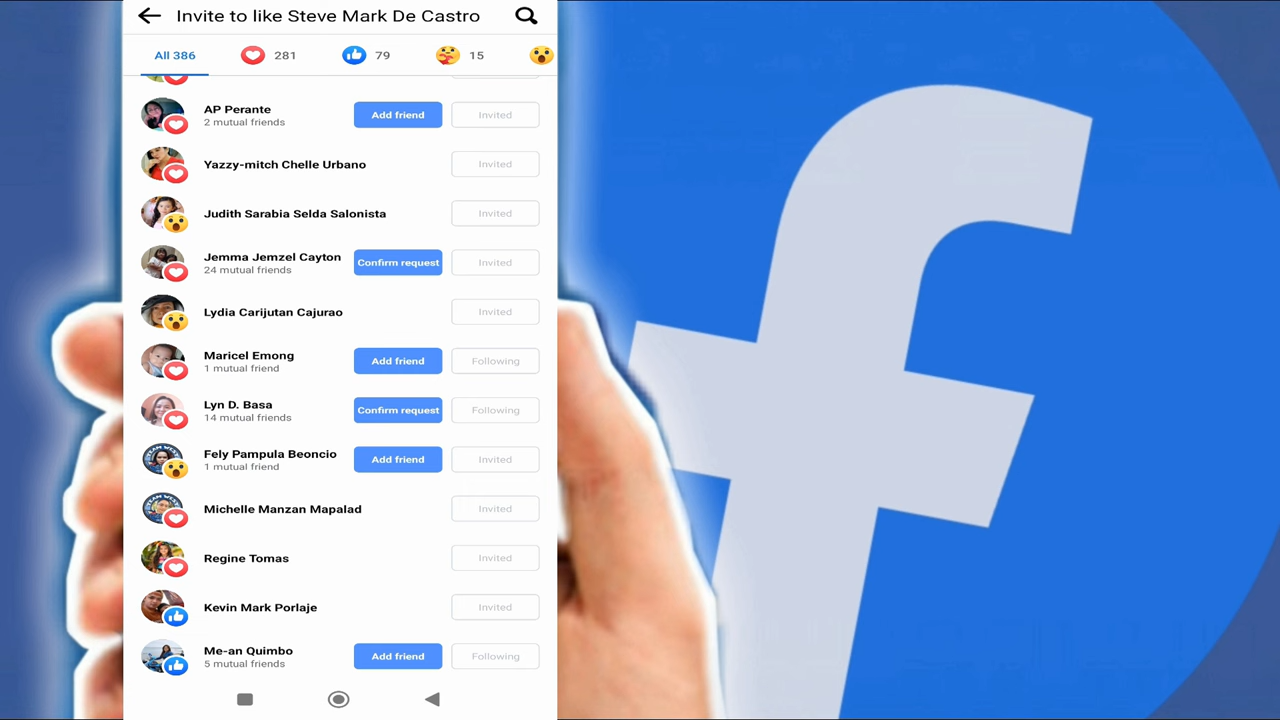 Invite to like Steve Mark De Castro
All 386 281 79 15
AP Perante
2 mutual friends
Add friend
Invited
Yazzy-mitch Chelle Urbano
Invited
Judith Sarabia Selda Salonista
Invited
Jemma Jemzel Cayton
24 mutual friends
Confirm request
Invited
Lydia Carijutan Cajurao
Invited
Maricel Emong
1 mutual friend
Add friend
Following
Lyn D. Basa
14 mutual friends
Confirm request
Following
Fely Pampula Beoncio
1 mutual friend
Add friend
Invited
Michelle Manzan Mapalad
Invited
Regine Tomas
Invited
Kevin Mark Porlaje
Invited
Me-an Quimbo
5 mutual friends
Add friend
Following